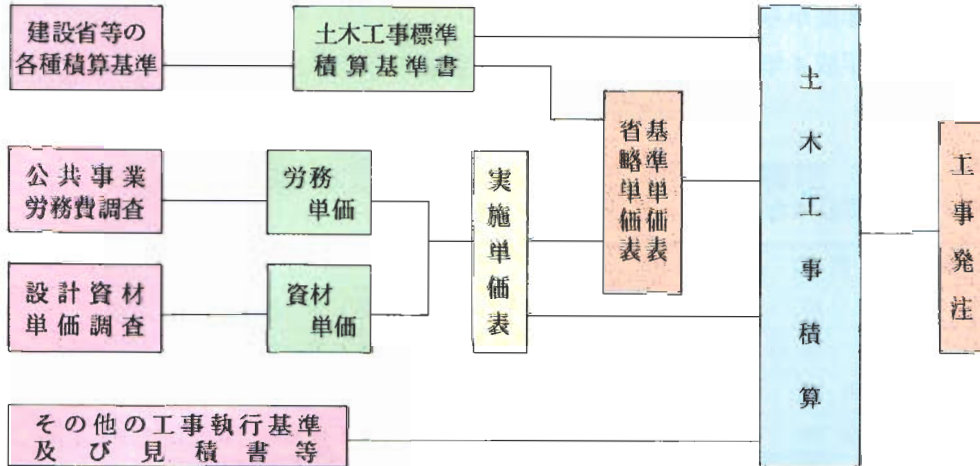 建設省等の
各種積算基準
土木工事標準
積算基準書
公共事業
労務費調査
労務
単価
設計資材
単価調査
資材
単価
実施単価表
基準単価表
省略単価表
土木工事積算
工事発注
その他の工事執行基準
及び見積書等